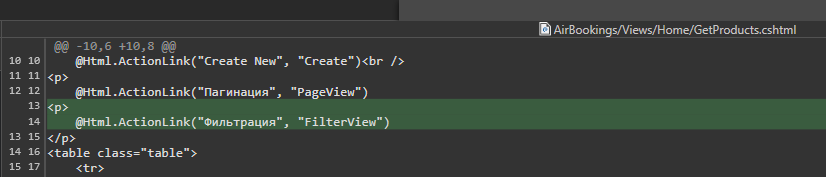 AirBookings/Views/Home/GetProducts.cshtml
@@ -10,6 +10,8 @@
10 10 @Html.ActionLink("Create New", "Create")<br />
11 11 <p>
12 12 @Html.ActionLink("Пагинация", "PageView")
13 <p>
14 @Html.ActionLink("Фильтрация", "FilterView")
13 15 </p>
14 16 <table class="table">
15 17 <tr>